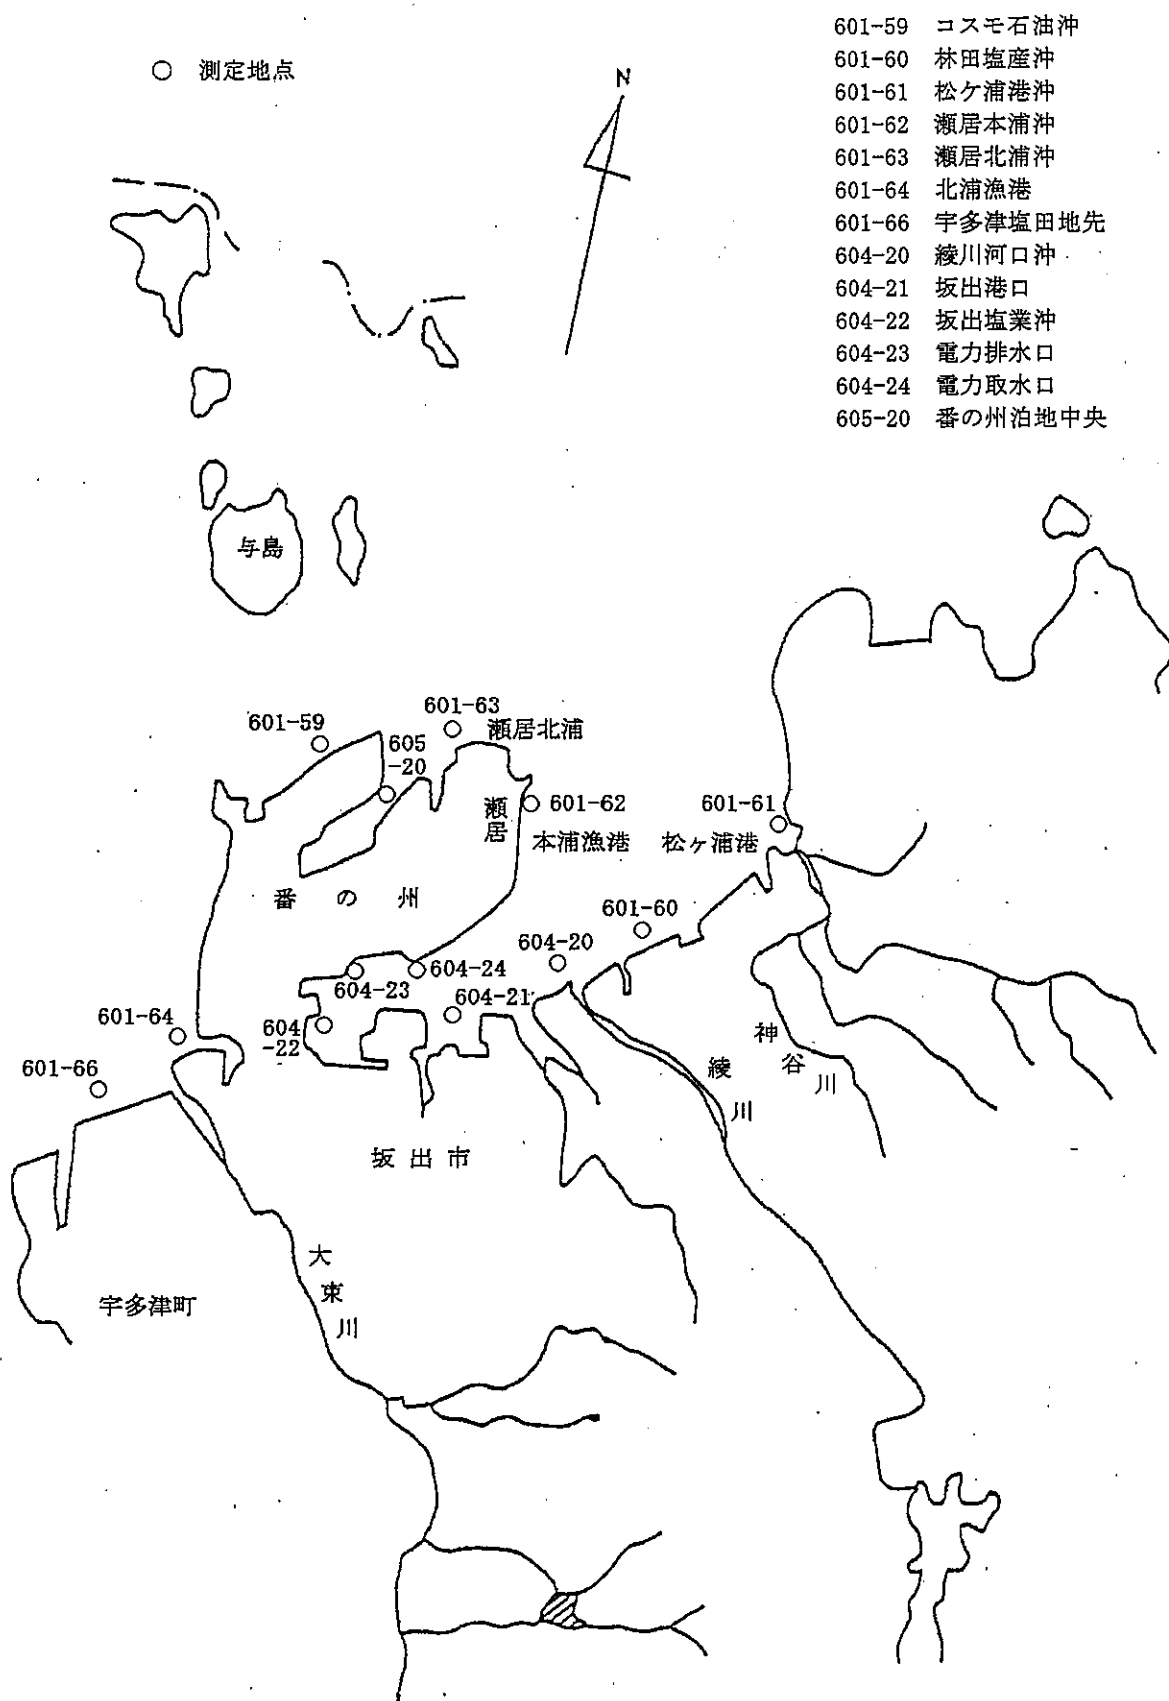 ○ 測定地点
N
601-59 コスモ石油沖
601-60 林田塩産沖
601-61 松ケ浦港沖
601-62 瀬居本浦沖
601-63 瀬居北浦沖
601-64 北浦漁港
601-66 宇多津塩田地先
604-20 綾川河口沖
604-21 坂出港口
604-22 坂出塩業沖
604-23 電力排水口
604-24 電力取水口
605-20 番の州泊地中央
与島
601-63
瀬居北浦
601-59
605
-20
瀬居
601-62
本浦漁港
601-61
松ヶ浦港
番の州
601-60
604-20
604-24
604-23
604-21
601-64
604
-22
601-66
綾川
神谷川
坂出市
大束川
宇多津町